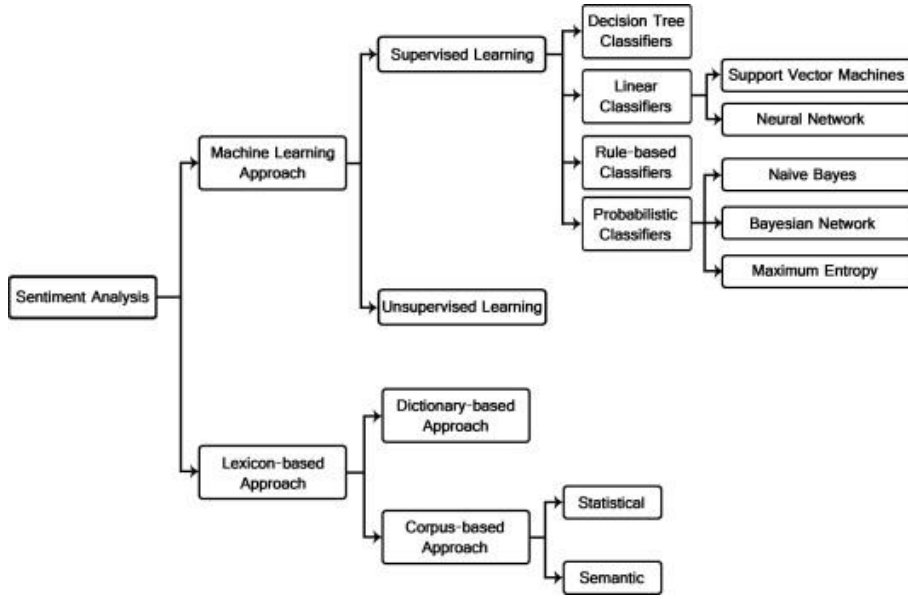 Decision Tree
Classifiers
Supervised Learning
Linear
Classifiers
Support Vector Machines
Neural Network
Machine Learning
Approach
Rule-based
Classifiers
Naive Bayes
Probabilistic
Classifiers
Bayesian Network
Maximum Entropy
Sentiment Analysis
Unsupervised Learning
Dictionary-based
Approach
Lexicon-based
Approach
Statistical
Corpus-based
Approach
Semantic